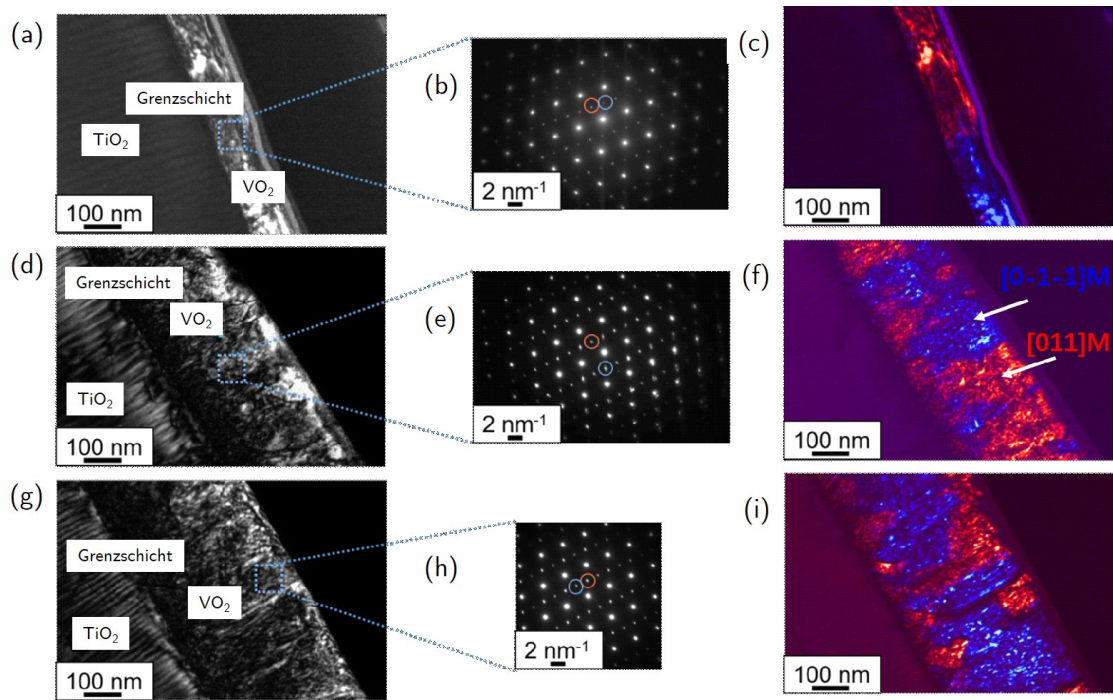 (a)
Grenzschicht
TiO₂
VO₂
100 nm
(b)
2 nm⁻¹
(c)
100 nm
(d)
Grenzschicht
VO₂
TiO₂
100 nm
(e)
2 nm⁻¹
(f)
[0-1-1]M
[011]M
100 nm
(g)
Grenzschicht
VO₂
TiO₂
100 nm
(h)
2 nm⁻¹
(i)
100 nm